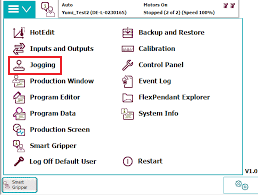 Auto
Yumi_Test2 (DE-L-0230165)
Motors On
Stopped (2 of 2) (Speed 100%)
HotEdit
Backup and Restore
Inputs and Outputs
Calibration
Jogging
Control Panel
Production Window
Event Log
Program Editor
FlexPendant Explorer
Program Data
System Info
Production Screen
Smart Gripper
Log Off Default User
Restart
V1.0
Smart
Gripper